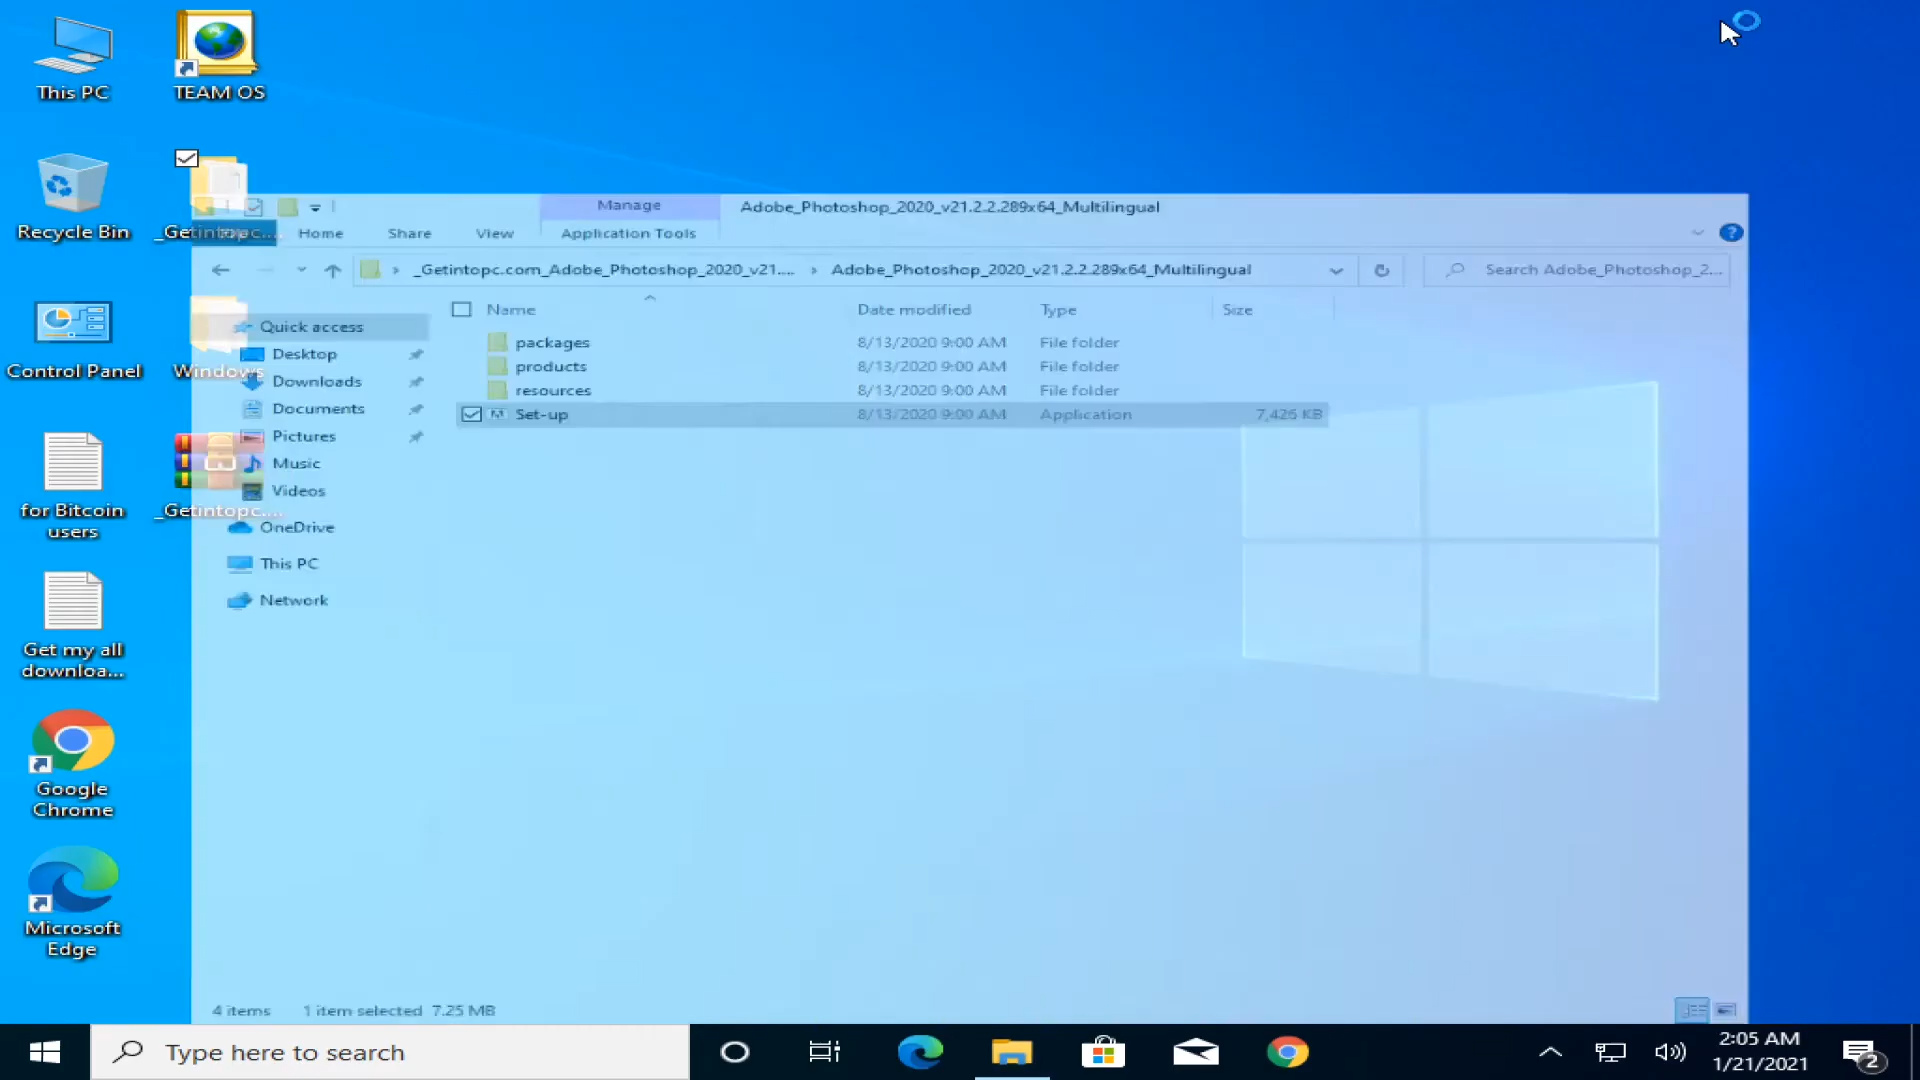 This PC
TEAM OS
Recycle Bin
_Getintopc....
Control Panel
Windows
for Bitcoin
users
_Getintopc....
Get my all
downloa...
Google
Chrome
Microsoft
Edge
Manage
Adobe_Photoshop_2020_v21.2.2.289x64_Multilingual
Home
Share
View
Application Tools
_Getintopc.com_Adobe_Photoshop_2020_v21....
Adobe_Photoshop_2020_v21.2.2.289x64_Multilingual
Search Adobe_Photoshop_2...
Name
Date modified
Type
Size
Quick access
Desktop
Downloads
Documents
Pictures
Music
Videos
OneDrive
This PC
Network
packages 8/13/2020 9:00 AM File folder
products 8/13/2020 9:00 AM File folder
resources 8/13/2020 9:00 AM File folder
Set-up 8/13/2020 9:00 AM Application 7,426 KB
4 items 1 item selected 7.25 MB
Type here to search
2:05 AM
1/21/2021
2